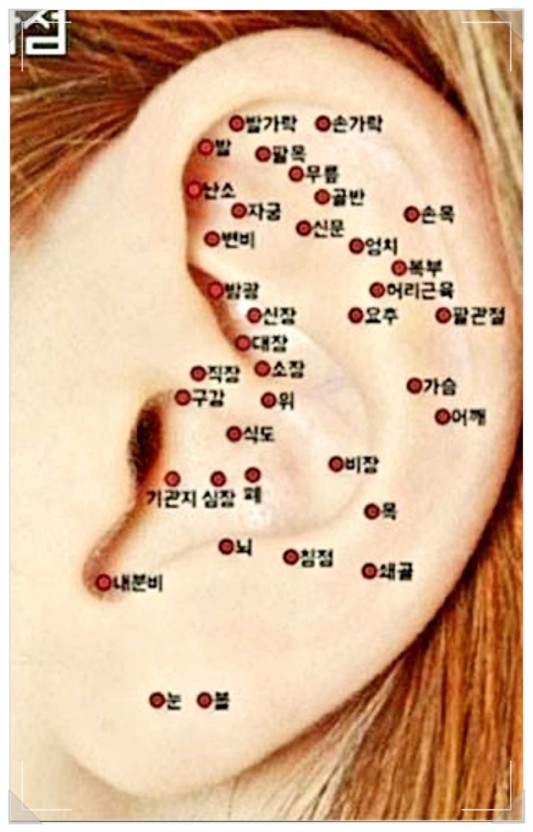 침
발가락
손가락
발
팔목
무릎
난소
골반
자궁
손목
신문
변비
엉치
복부
방광
허리근육
신장
요추
팔관절
대장
소장
직장
가슴
구강
위
어깨
식도
비장
기관지
심장
폐
목
뇌
침점
쇄골
내분비
눈
볼